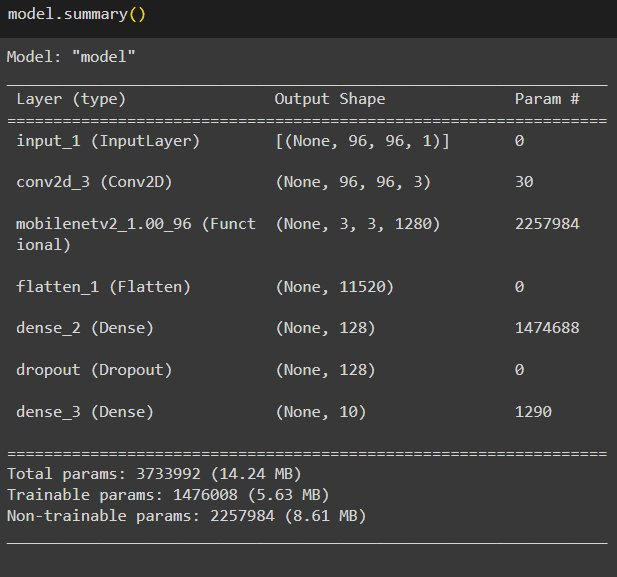 model.summary()
Model: "model"
_________________________________________________________________
Layer (type) Output Shape Param #
=================================================================
input_1 (InputLayer) [(None, 96, 96, 1)] 0
conv2d_3 (Conv2D) (None, 96, 96, 3) 30
mobilenetv2_1.00_96 (Funct (None, 3, 3, 1280) 2257984
ional)
flatten_1 (Flatten) (None, 11520) 0
dense_2 (Dense) (None, 128) 1474688
dropout (Dropout) (None, 128) 0
dense_3 (Dense) (None, 10) 1290
=================================================================
Total params: 3733992 (14.24 MB)
Trainable params: 1476008 (5.63 MB)
Non-trainable params: 2257984 (8.61 MB)
_________________________________________________________________